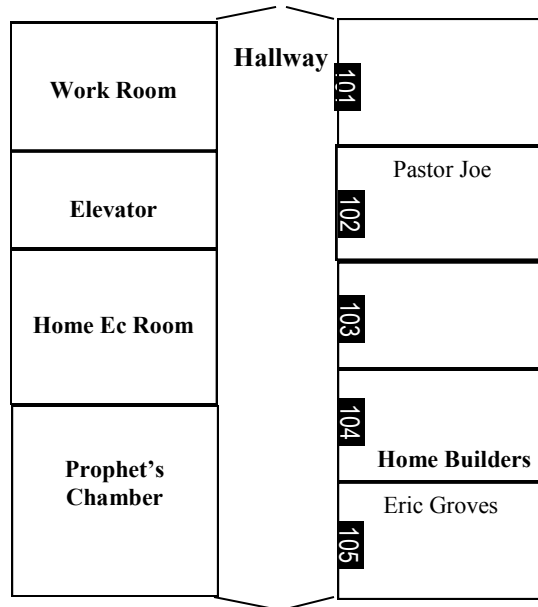 Hallway
Work Room
101
Pastor Joe
Elevator
102
Home Ec Room
103
104
Home Builders
Prophet's
Chamber
Eric Groves
105